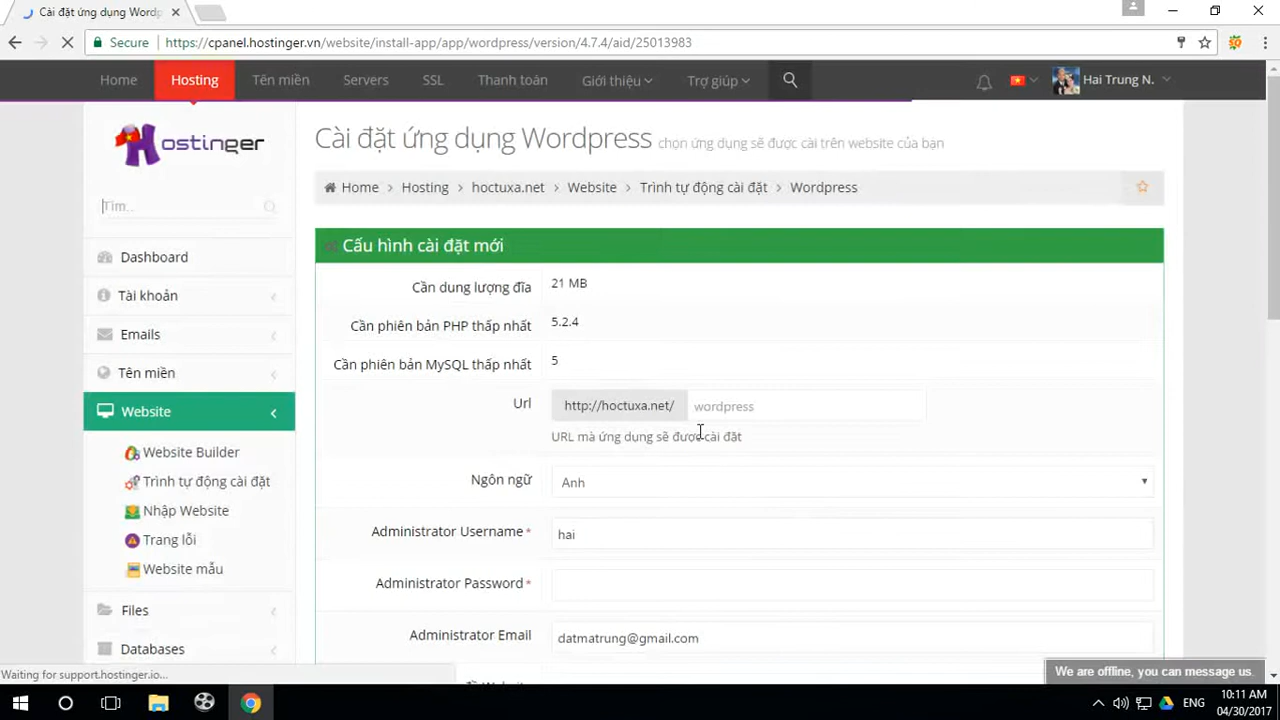 Cài đặt ứng dụng Wordp
Secure
https://cpanel.hostinger.vn/website/install-app/app/wordpress/version/4.7.4/aid/25013983
Home
Hosting
Tên miền
Servers
SSL
Thanh toán
Giới thiệu
Trợ giúp
Hai Trung N.
Hostinger
Tìm..
Dashboard
Tài khoản
Emails
Tên miền
Website
Website Builder
Trình tự động cài đặt
Nhập Website
Trang lỗi
Website mẫu
Files
Databases
Cài đặt ứng dụng Wordpress chọn ứng dụng sẽ được cài trên website của bạn
Home > Hosting > hoctuxa.net > Website > Trình tự động cài đặt > Wordpress
Cấu hình cài đặt mới
Cần dung lượng đĩa 21 MB
Cần phiên bản PHP thấp nhất 5.2.4
Cần phiên bản MySQL thấp nhất 5
Url http://hoctuxa.net/ wordpress
URL mà ứng dụng sẽ được cài đặt
Ngôn ngữ Anh
Administrator Username * hai
Administrator Password *
Administrator Email datmatrung@gmail.com
Waiting for support.hostinger.io...
We are offline, you can message us.
ENG
10:11 AM
04/30/2017